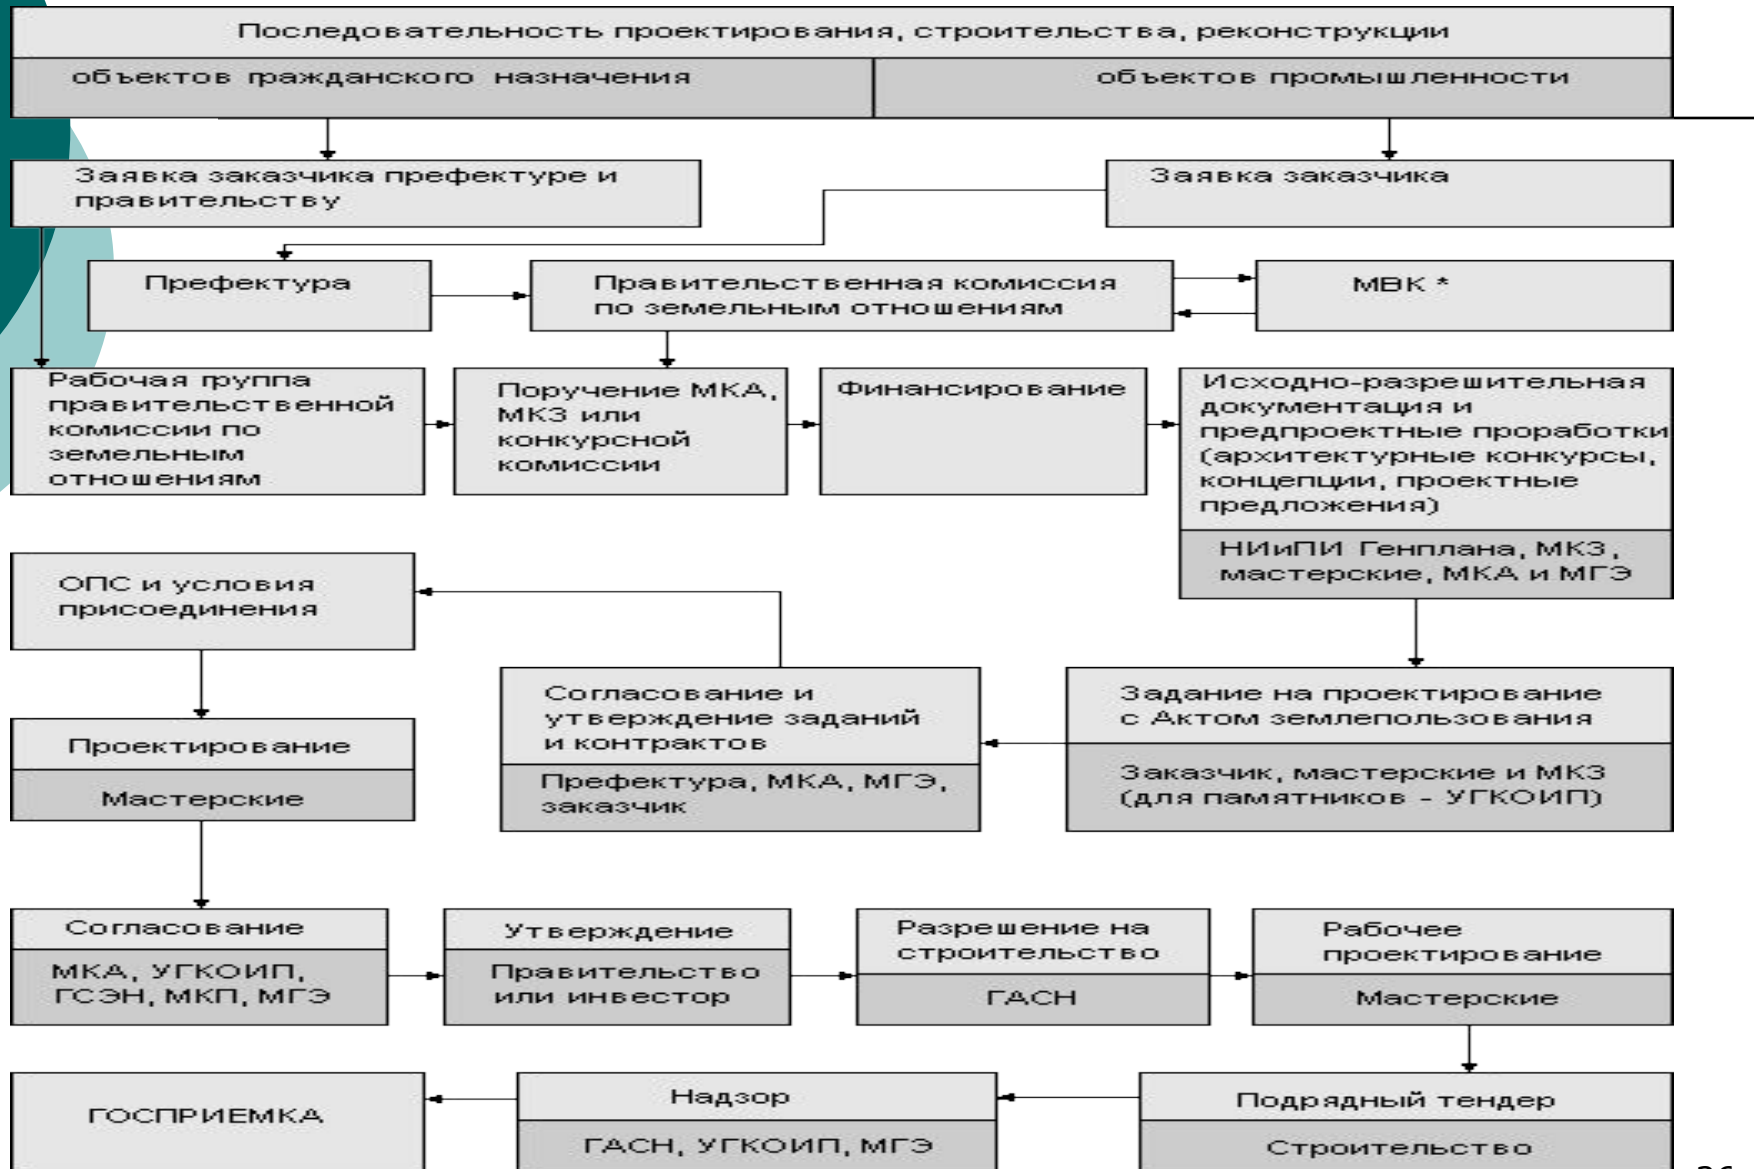 Последовательность проектирования, строительства, реконструкции
объектов гражданского назначения
объектов промышленности
Заявка заказчика префектуре и
правительству
Заявка заказчика
Префектура
Правительственная комиссия
по земельным отношениям
МВК *
Рабочая группа
правительственной
комиссии по
земельным
отношениям
Поручение МКА,
МКЗ или
конкурсной
комиссии
Финансирование
Исходно-разрешительная
документация и
предпроектные проработки
(архитектурные конкурсы,
концепции, проектные
предложения)
НИиПИ Генплана, МКЗ,
мастерские, МКА и МГЭ
ОПС и условия
присоединения
Согласование и
утверждение заданий
и контрактов
Префектура, МКА, МГЭ,
заказчик
Задание на проектирование
с Актом землепользования
Заказчик, мастерские и МКЗ
(для памятников - УГКОИП)
Проектирование
Мастерские
Согласование
МКА, УГКОИП,
ГСЭН, МКП, МГЭ
Утверждение
Правительство
или инвестор
Разрешение на
строительство
ГАСН
Рабочее
проектирование
Мастерские
ГОСПРИЕМКА
Надзор
ГАСН, УГКОИП, МГЭ
Подрядный тендер
Строительство